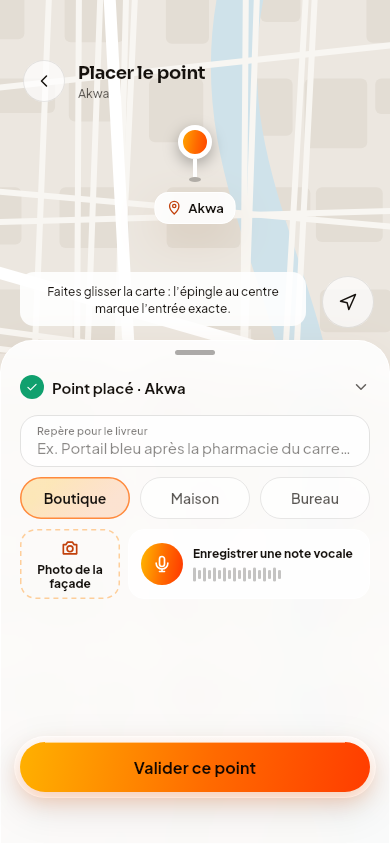 Placer le point
Akwa
Akwa
Faites glisser la carte : l'épingle au centre
marque l'entrée exacte.
Point placé · Akwa
Repère pour le livreur
Ex. Portail bleu après la pharmacie du carre…
Boutique
Maison
Bureau
Photo de la
façade
Enregistrer une note vocale
Valider ce point